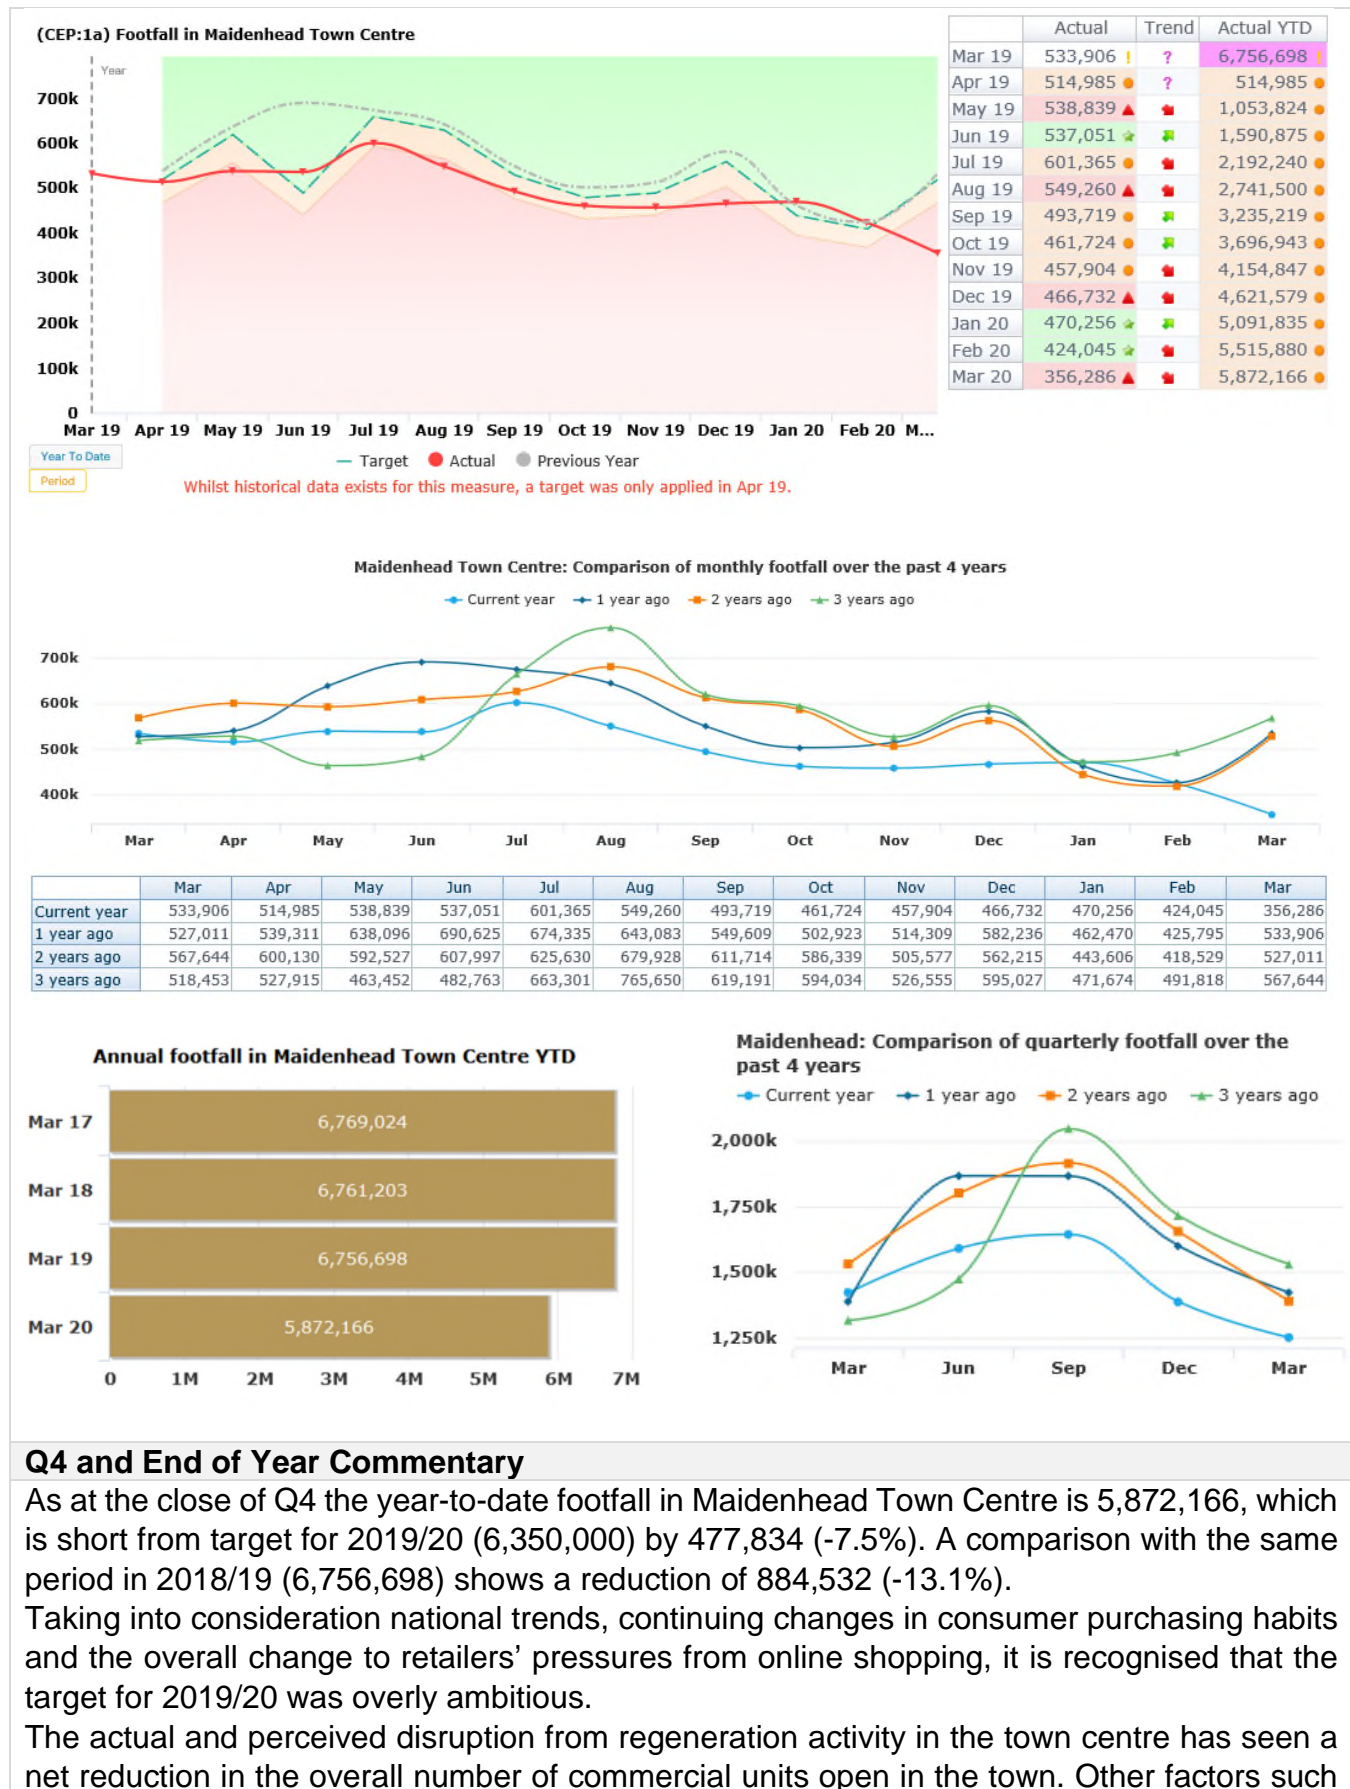 (CEP:1a) Footfall in Maidenhead Town Centre
Year
700k
600k
500k
400k
300k
200k
100k
0
Mar 19 Apr 19 May 19 Jun 19 Jul 19 Aug 19 Sep 19 Oct 19 Nov 19 Dec 19 Jan 20 Feb 20 M...
Year To Date
Period
Target Actual Previous Year
Whilst historical data exists for this measure, a target was only applied in Apr 19.
Actual Trend Actual YTD
Mar 19 533,906 ! ? 6,756,698 !
Apr 19 514,985 ? 514,985
May 19 538,839 1,053,824
Jun 19 537,051 1,590,875
Jul 19 601,365 2,192,240
Aug 19 549,260 2,741,500
Sep 19 493,719 3,235,219
Oct 19 461,724 3,696,943
Nov 19 457,904 4,154,847
Dec 19 466,732 4,621,579
Jan 20 470,256 5,091,835
Feb 20 424,045 5,515,880
Mar 20 356,286 5,872,166
Maidenhead Town Centre: Comparison of monthly footfall over the past 4 years
Current year 1 year ago 2 years ago 3 years ago
700k
600k
500k
400k
Mar Apr May Jun Jul Aug Sep Oct Nov Dec Jan Feb Mar
Mar Apr May Jun Jul Aug Sep Oct Nov Dec Jan Feb Mar
Current year 533,906 514,985 538,839 537,051 601,365 549,260 493,719 461,724 457,904 466,732 470,256 424,045 356,286
1 year ago 527,011 539,311 638,096 690,625 674,335 643,083 549,609 502,923 514,309 582,236 462,470 425,795 533,906
2 years ago 567,644 600,130 592,527 607,997 625,630 679,928 611,714 586,339 505,577 562,215 443,606 418,529 527,011
3 years ago 518,453 527,915 463,452 482,763 663,301 765,650 619,191 594,034 526,555 595,027 471,674 491,818 567,644
Annual footfall in Maidenhead Town Centre YTD
Mar 17 6,769,024
Mar 18 6,761,203
Mar 19 6,756,698
Mar 20 5,872,166
0 1M 2M 3M 4M 5M 6M 7M
Maidenhead: Comparison of quarterly footfall over the
past 4 years
Current year 1 year ago 2 years ago 3 years ago
2,000k
1,750k
1,500k
1,250k
Mar Jun Sep Dec Mar
Q4 and End of Year Commentary
As at the close of Q4 the year-to-date footfall in Maidenhead Town Centre is 5,872,166, which
is short from target for 2019/20 (6,350,000) by 477,834 (-7.5%). A comparison with the same
period in 2018/19 (6,756,698) shows a reduction of 884,532 (-13.1%).
Taking into consideration national trends, continuing changes in consumer purchasing habits
and the overall change to retailers’ pressures from online shopping, it is recognised that the
target for 2019/20 was overly ambitious.
The actual and perceived disruption from regeneration activity in the town centre has seen a
net reduction in the overall number of commercial units open in the town. Other factors such